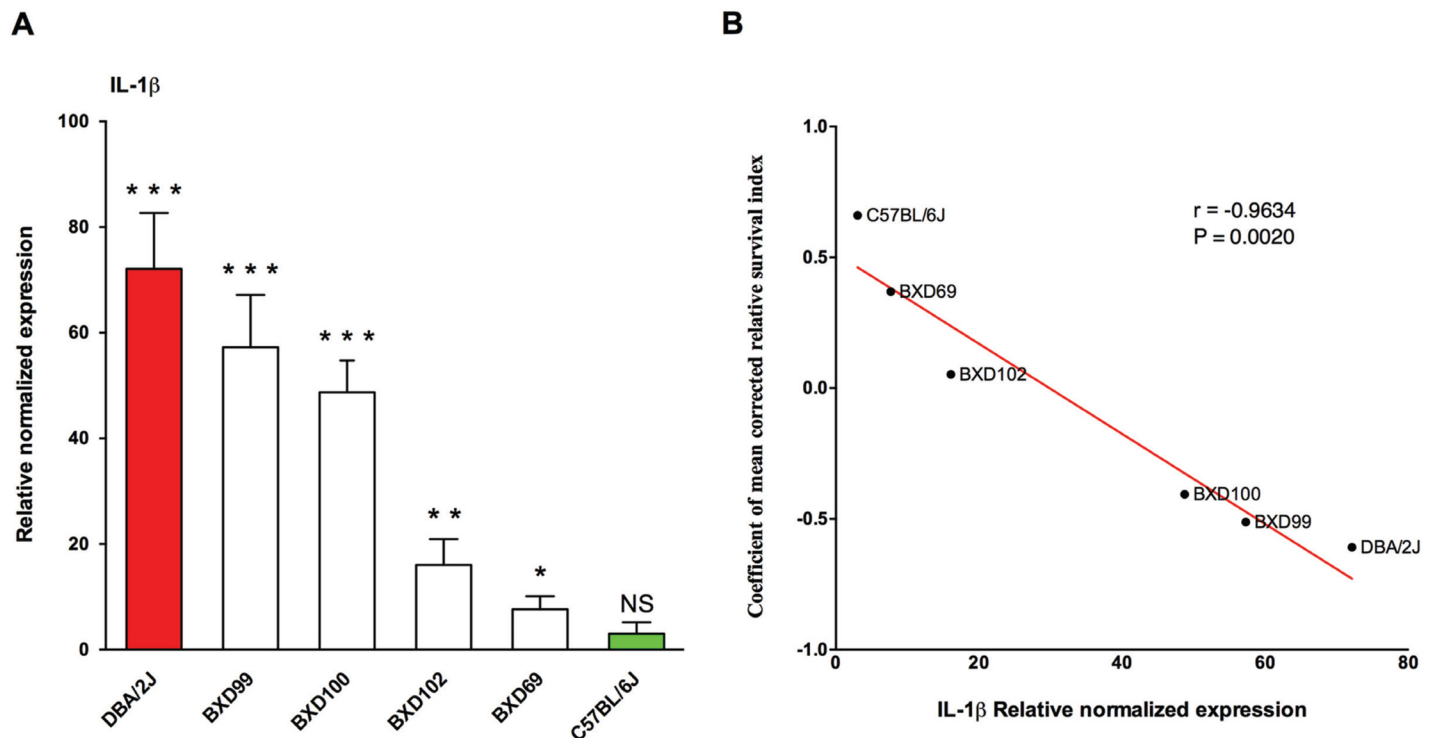 A
IL-1β
Relative normalized expression
100
80
60
40
20
0
* * *
* * *
* * *
* *
*
NS
DBA/2J
BXD99
BXD100
BXD102
BXD69
C57BL/6J
B
Coefficient of mean corrected relative survival index
1.0
0.5
0.0
-0.5
-1.0
C57BL/6J
BXD69
BXD102
BXD100
BXD99
DBA/2J
r = -0.9634
P = 0.0020
0 20 40 60 80
IL-1β Relative normalized expression